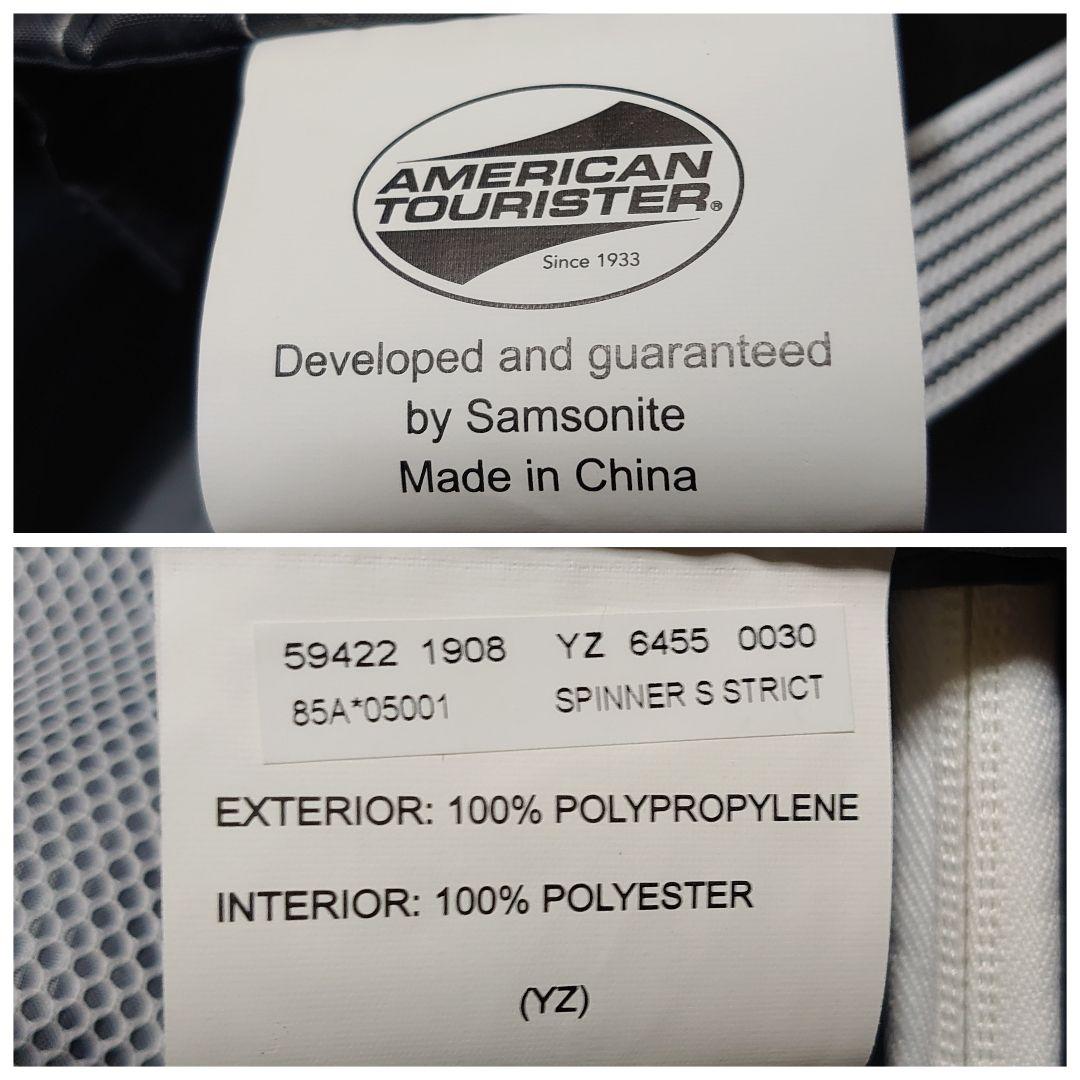 AMERICAN
TOURISTER®
Since 1933
Developed and guaranteed
by Samsonite
Made in China
59422 1908 YZ 6455 0030
85A*05001 SPINNER S STRICT
EXTERIOR: 100% POLYPROPYLENE
INTERIOR: 100% POLYESTER
(YZ)